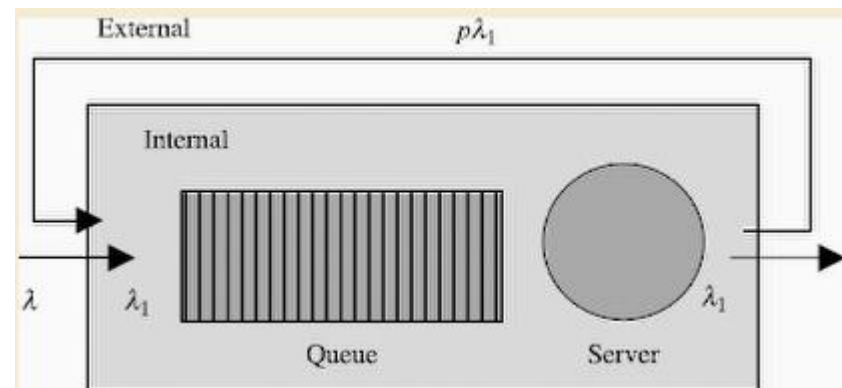 External pλ₁
Internal
λ λ₁ λ₁
Queue Server